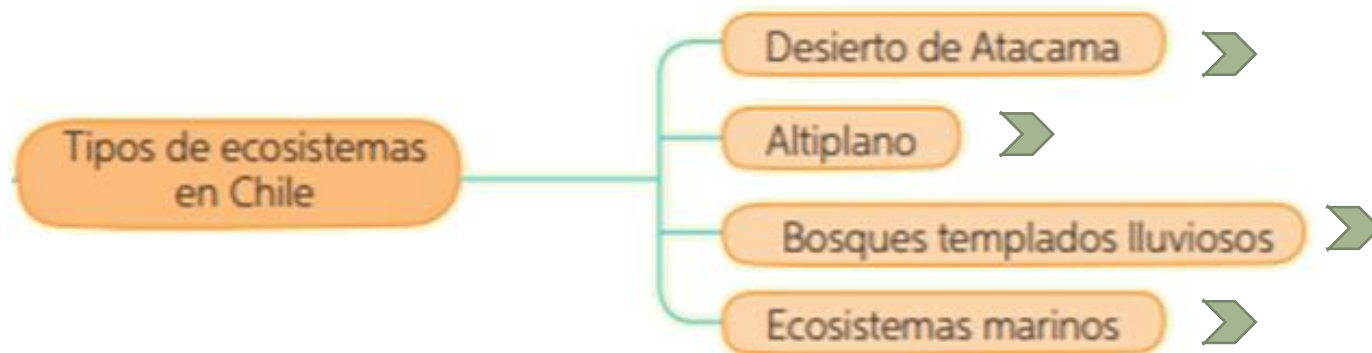 Tipos de ecosistemas
en Chile
Desierto de Atacama
Altiplano
Bosques templados lluviosos
Ecosistemas marinos